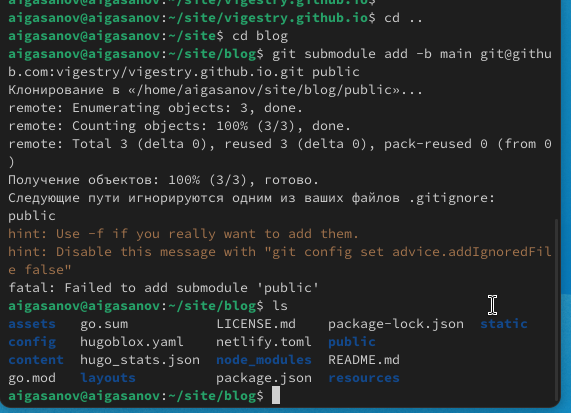 aigasanov@aigasanov:~/site/vigestry.github.io$
aigasanov@aigasanov:~/site/vigestry.github.io$ cd ..
aigasanov@aigasanov:~/site$ cd blog
aigasanov@aigasanov:~/site/blog$ git submodule add -b main git@githu
b.com:vigestry/vigestry.github.io.git public
Клонирование в «/home/aigasanov/site/blog/public»...
remote: Enumerating objects: 3, done.
remote: Counting objects: 100% (3/3), done.
remote: Total 3 (delta 0), reused 3 (delta 0), pack-reused 0 (from 0
)
Получение объектов: 100% (3/3), готово.
Следующие пути игнорируются одним из ваших файлов .gitignore:
public
hint: Use -f if you really want to add them.
hint: Disable this message with "git config set advice.addIgnoredFil
e false"
fatal: Failed to add submodule 'public'
aigasanov@aigasanov:~/site/blog$ ls
assets go.sum LICENSE.md package-lock.json static
config hugoblox.yaml netlify.toml public
content hugo_stats.json node_modules README.md
go.mod layouts package.json resources
aigasanov@aigasanov:~/site/blog$